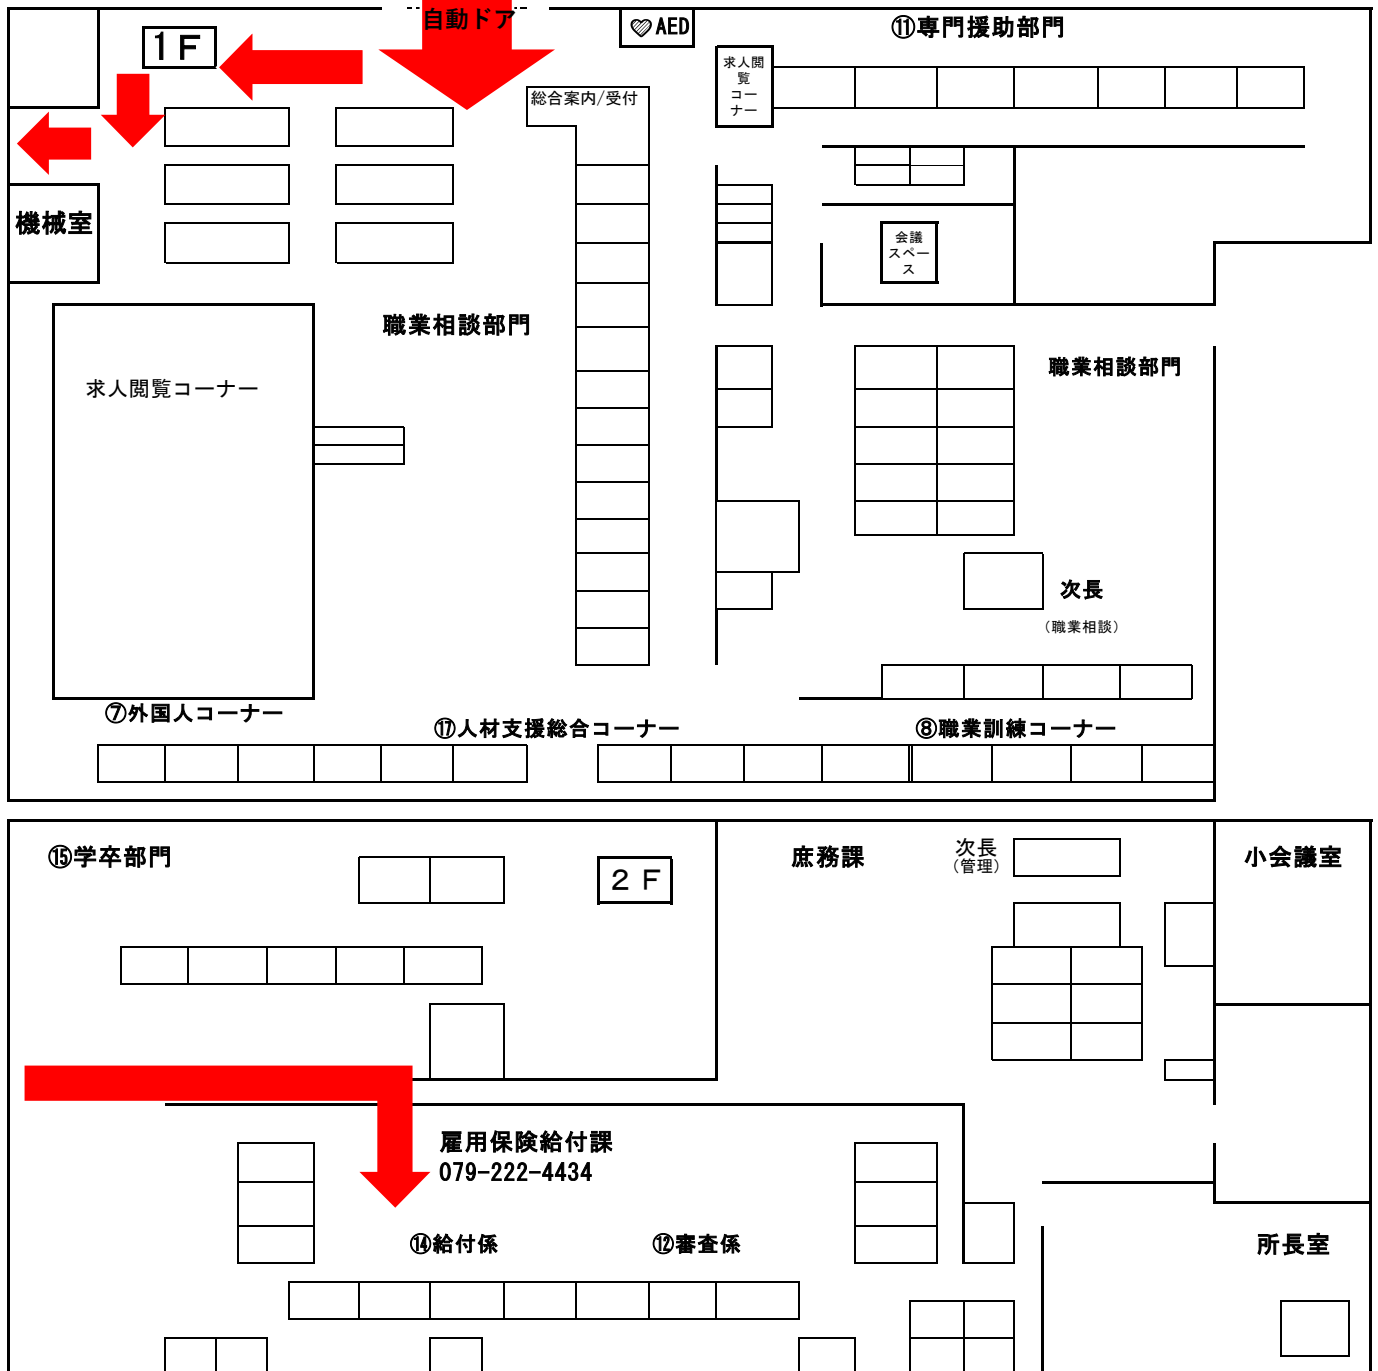 自動ドア
AED
⑪専門援助部門
1F
求人閲
覧
コー
ナー
総合案内/受付
機械室
会議
スペー
ス
職業相談部門
職業相談部門
求人閲覧コーナー
次長
（職業相談）
⑦外国人コーナー
⑰人材支援総合コーナー
⑧職業訓練コーナー
⑮学卒部門
2F
庶務課
次長
（管理）
小会議室
雇用保険給付課
079-222-4434
⑭給付係
⑫審査係
所長室